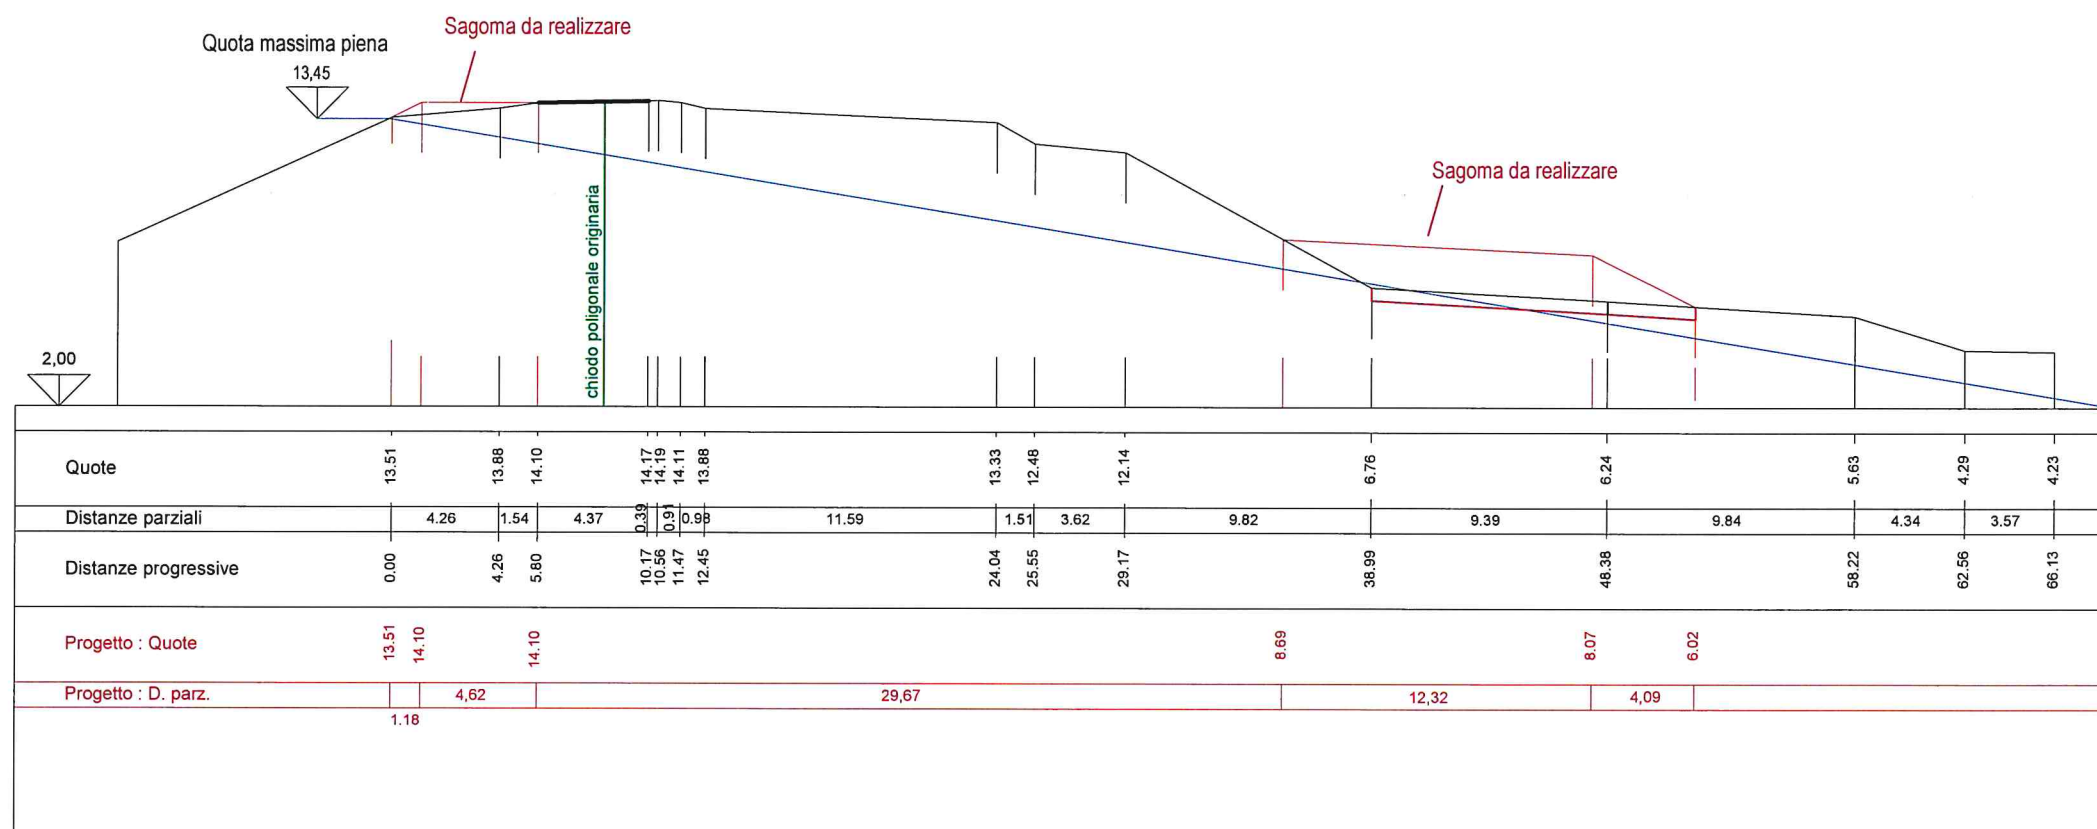 Sagoma da realizzare
Quota massima piena
13,45
Sagoma da realizzare
chiodo poligonale originaria
2,00
Quote 13.51 13.88 14.10 14.17 14.19 14.11 13.88 13.33 12.48 12.14 6.76 6.24 5.63 4.29 4.23
Distanze parziali 4.26 1.54 4.37 0.39 0.91 0.98 11.59 1.51 3.62 9.82 9.39 9.84 4.34 3.57
Distanze progressive 0.00 4.26 5.80 10.17 10.56 11.47 12.45 24.04 25.55 29.17 38.99 48.38 58.22 62.56 66.13
Progetto : Quote 13.51 14.10 14.10 8.69 8.07 6.02
Progetto : D. parz. 4,62 29,67 12,32 4,09
1.18